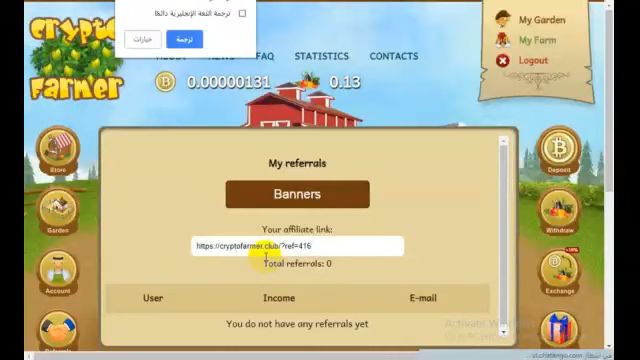 Crypto
Farmer
ترجمة اللغة الإنجليزية دائمًا
خيارات
ترجمة
NEWS
FAQ
STATISTICS
CONTACTS
0.00000131
0.13
My Garden
My Farm
Logout
Store
Garden
Account
Referrals
My referrals
Banners
Your affiliate link:
https://cryptofarmer.club/?ref=416
Total referrals: 0
User
Income
E-mail
You do not have any referrals yet
Deposit
Withdraw
Exchange